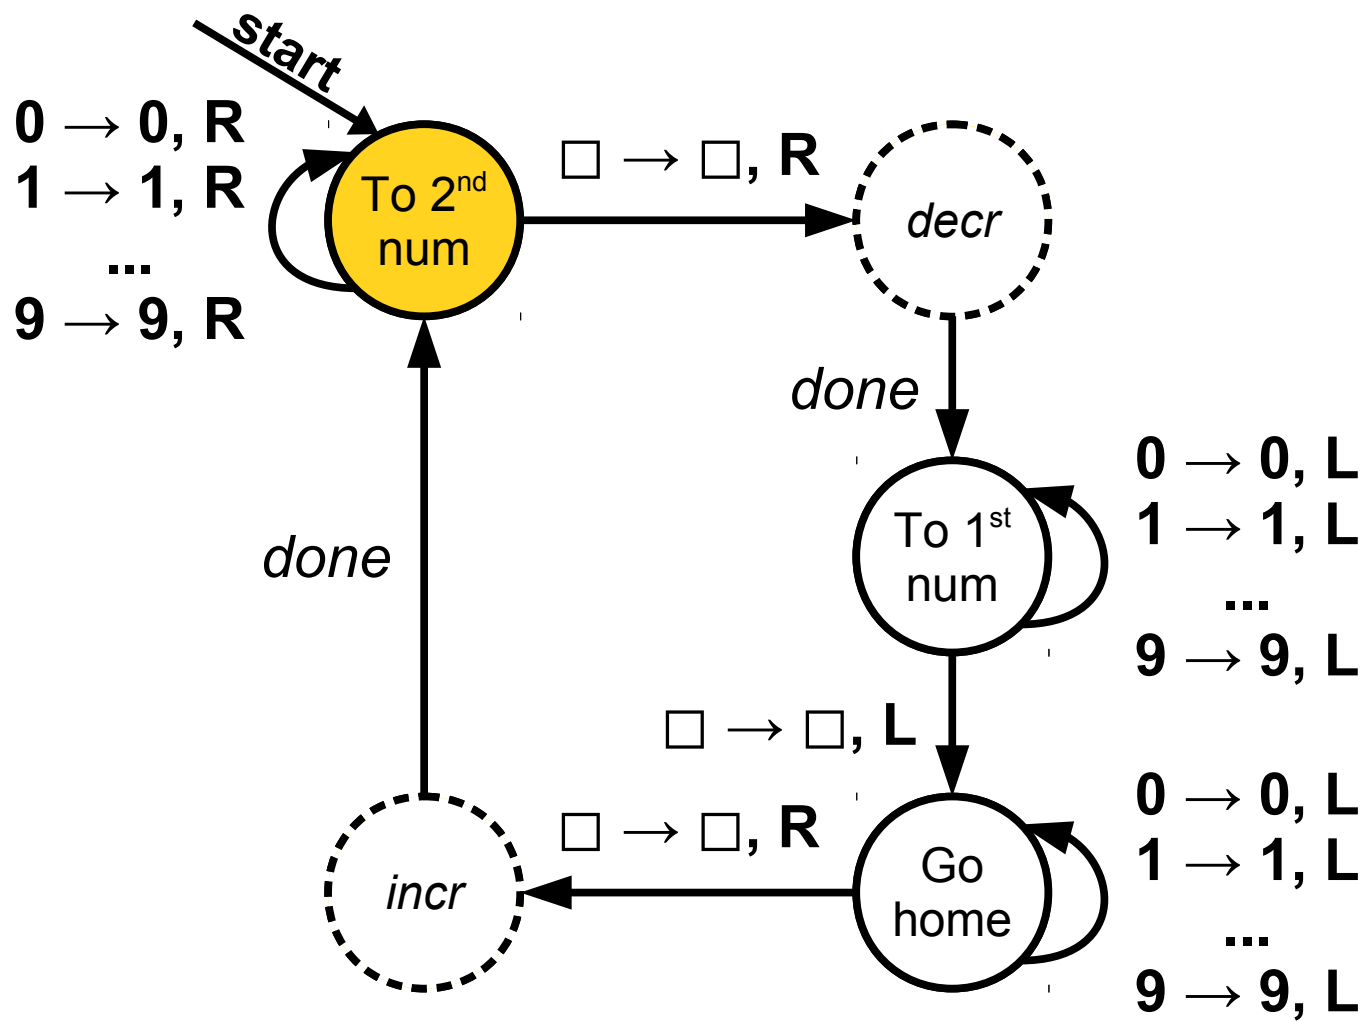 start
0 → 0, R
1 → 1, R
...
9 → 9, R
To 2nd
num
□ → □, R
decr
done
0 → 0, L
1 → 1, L
...
9 → 9, L
To 1st
num
done
□ → □, L
□ → □, R
0 → 0, L
1 → 1, L
...
9 → 9, L
Go
home
incr